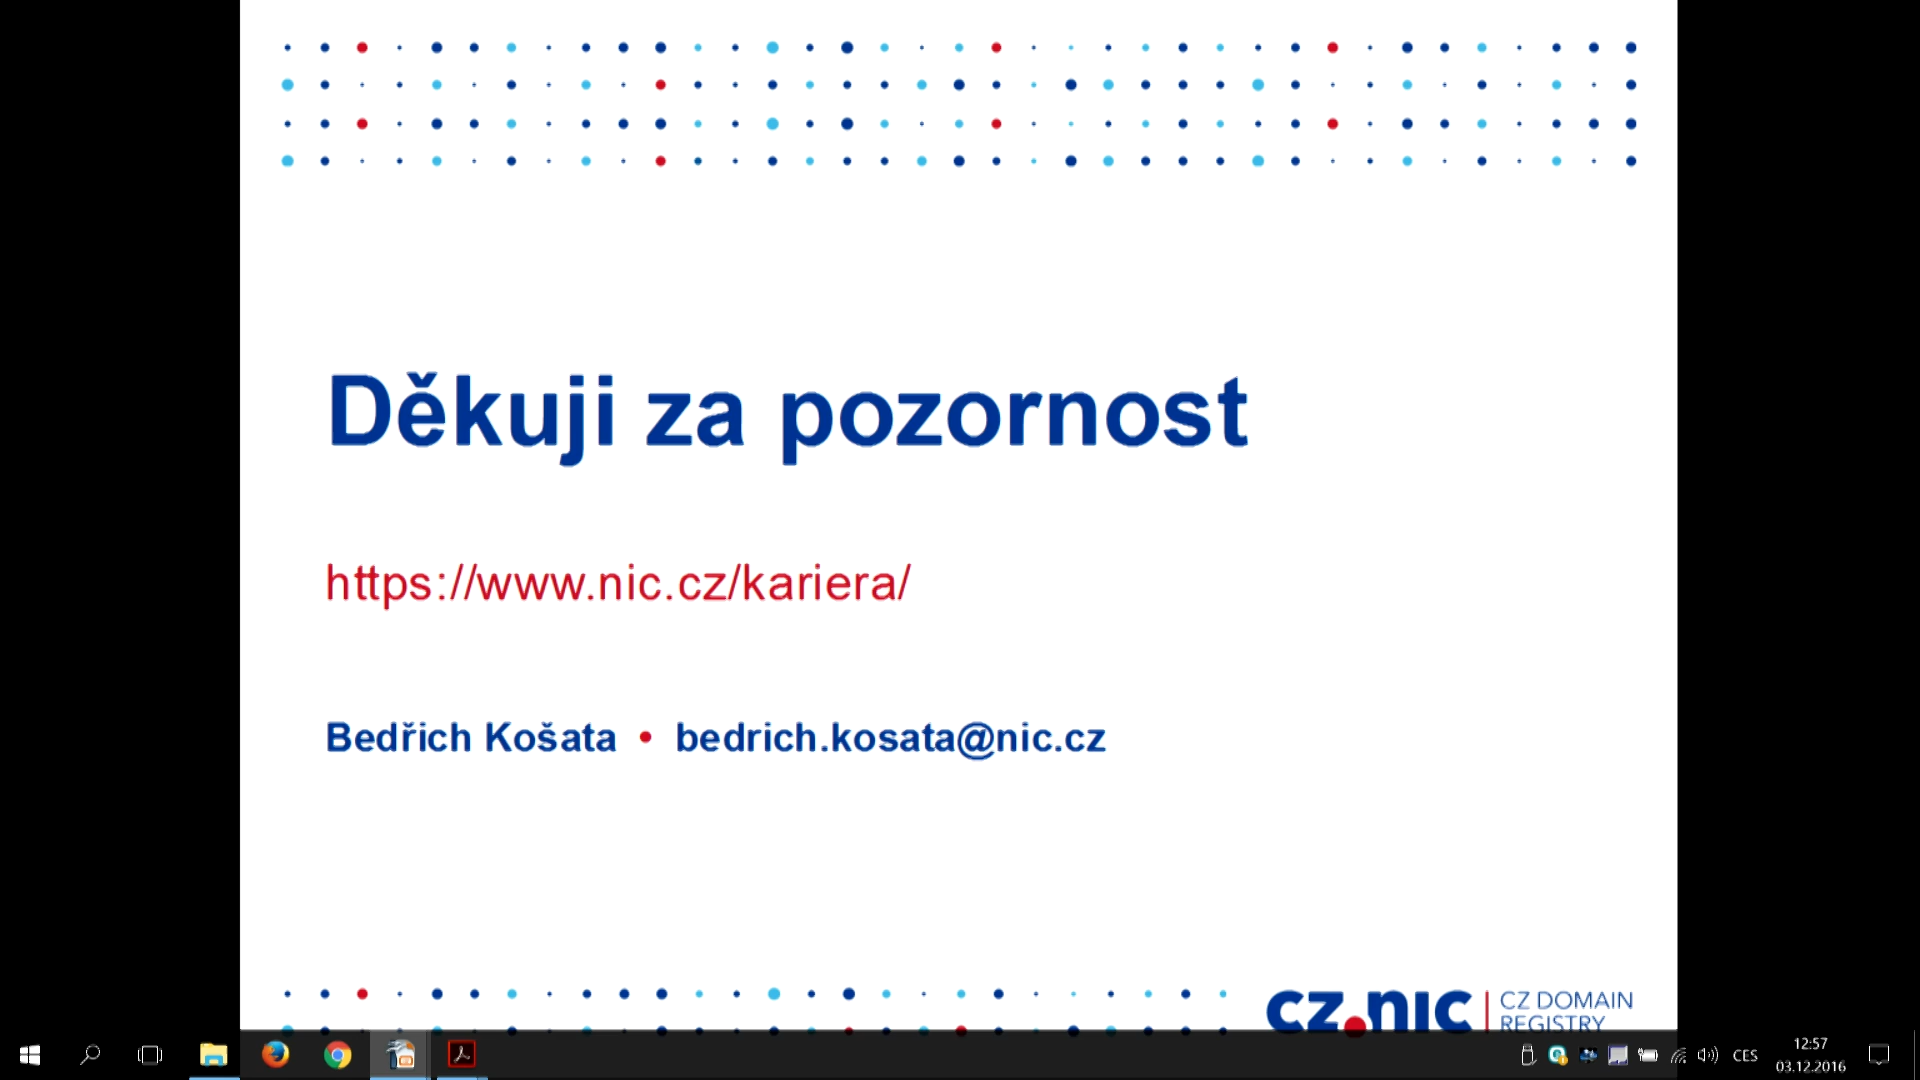 Děkuji za pozornost
https://www.nic.cz/kariera/
Bedřich Košata • bedrich.kosata@nic.cz
cz.nic
CZ DOMAIN
REGISTRY
CES
12:57
03.12.2016